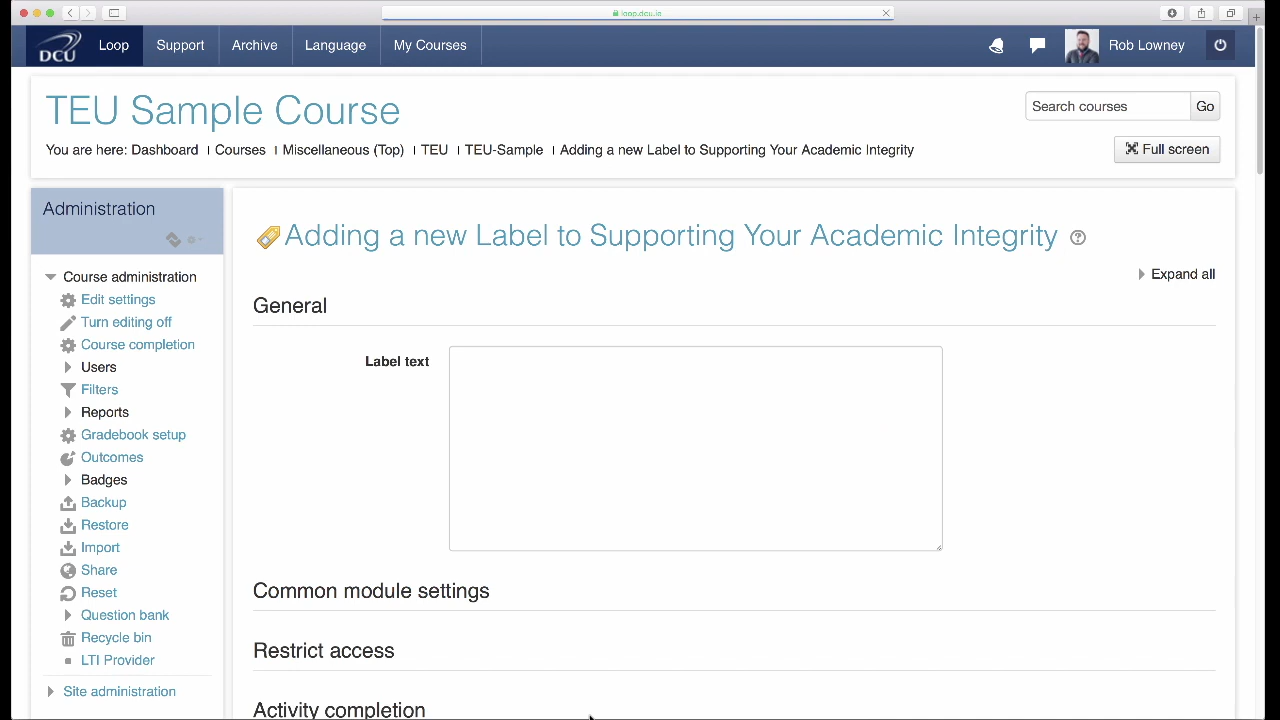 loop.dcu.ie
DCU
Loop
Support
Archive
Language
My Courses
Rob Lowney
TEU Sample Course
Search courses
Go
You are here: Dashboard
Courses
Miscellaneous (Top)
TEU
TEU-Sample
Adding a new Label to Supporting Your Academic Integrity
Full screen
Administration
Course administration
Edit settings
Turn editing off
Course completion
Users
Filters
Reports
Gradebook setup
Outcomes
Badges
Backup
Restore
Import
Share
Reset
Question bank
Recycle bin
LTI Provider
Site administration
Adding a new Label to Supporting Your Academic Integrity
Expand all
General
Label text
Common module settings
Restrict access
Activity completion